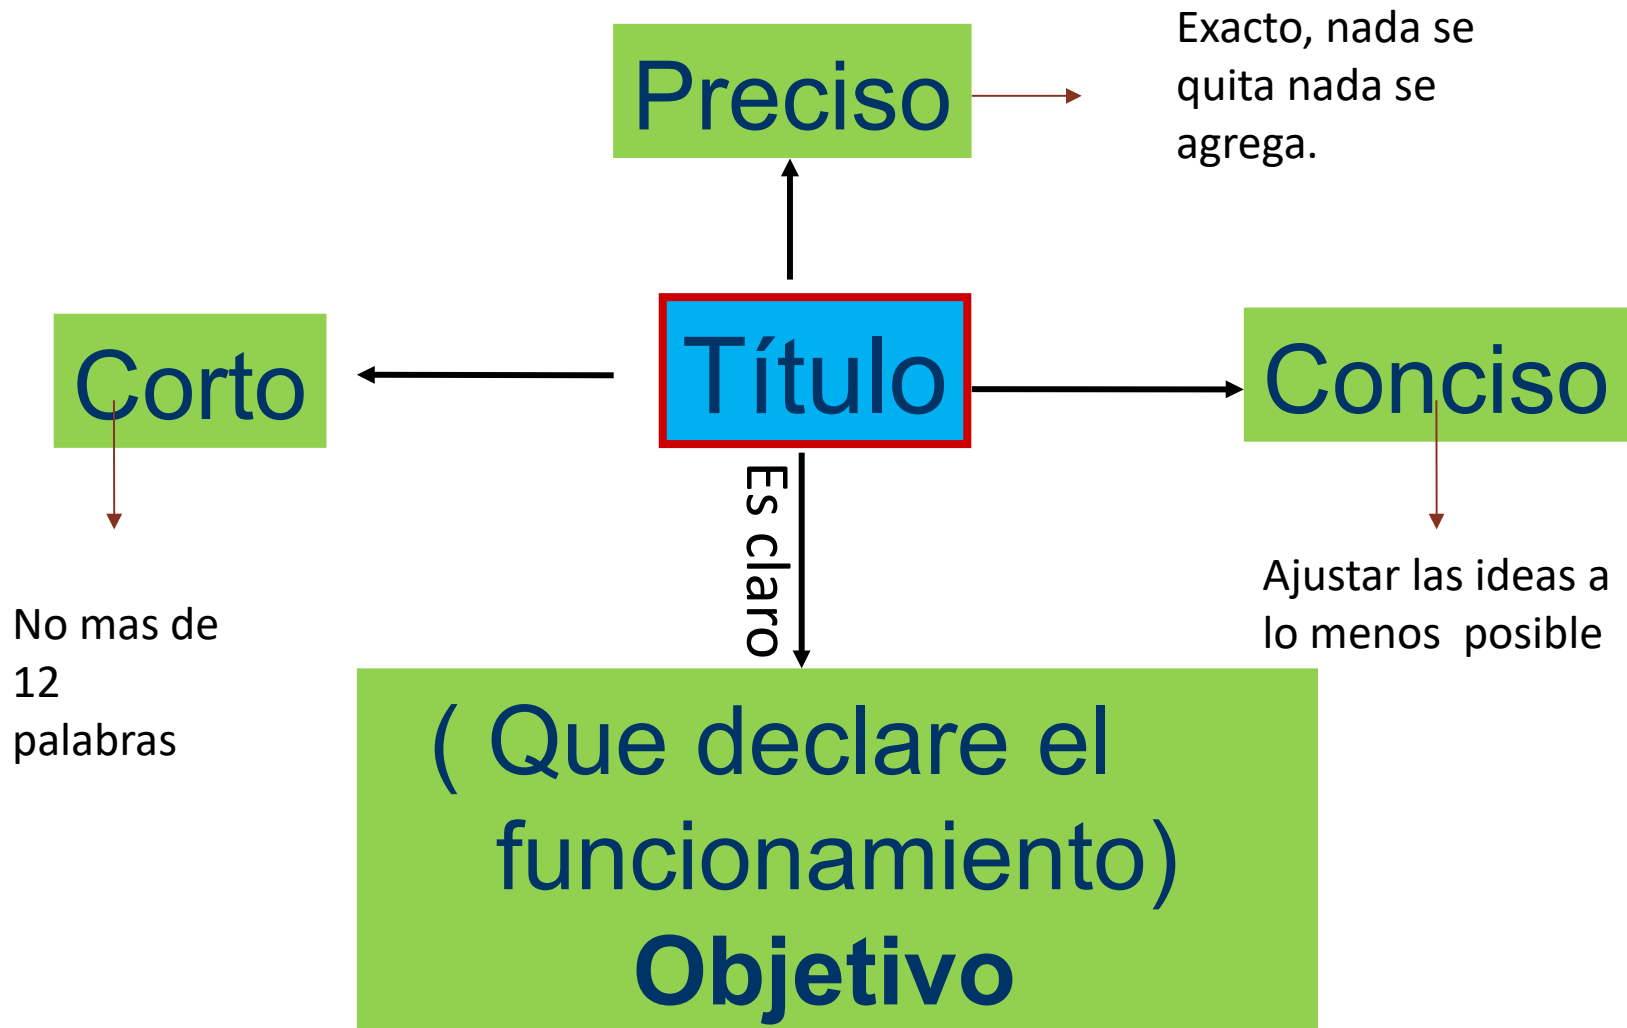 Exacto, nada se
quita nada se
agrega.
Preciso
Corto
Título
Conciso
Es claro
Ajustar las ideas a
lo menos  posible
No mas de
12
palabras
( Que declare el
funcionamiento)
Objetivo